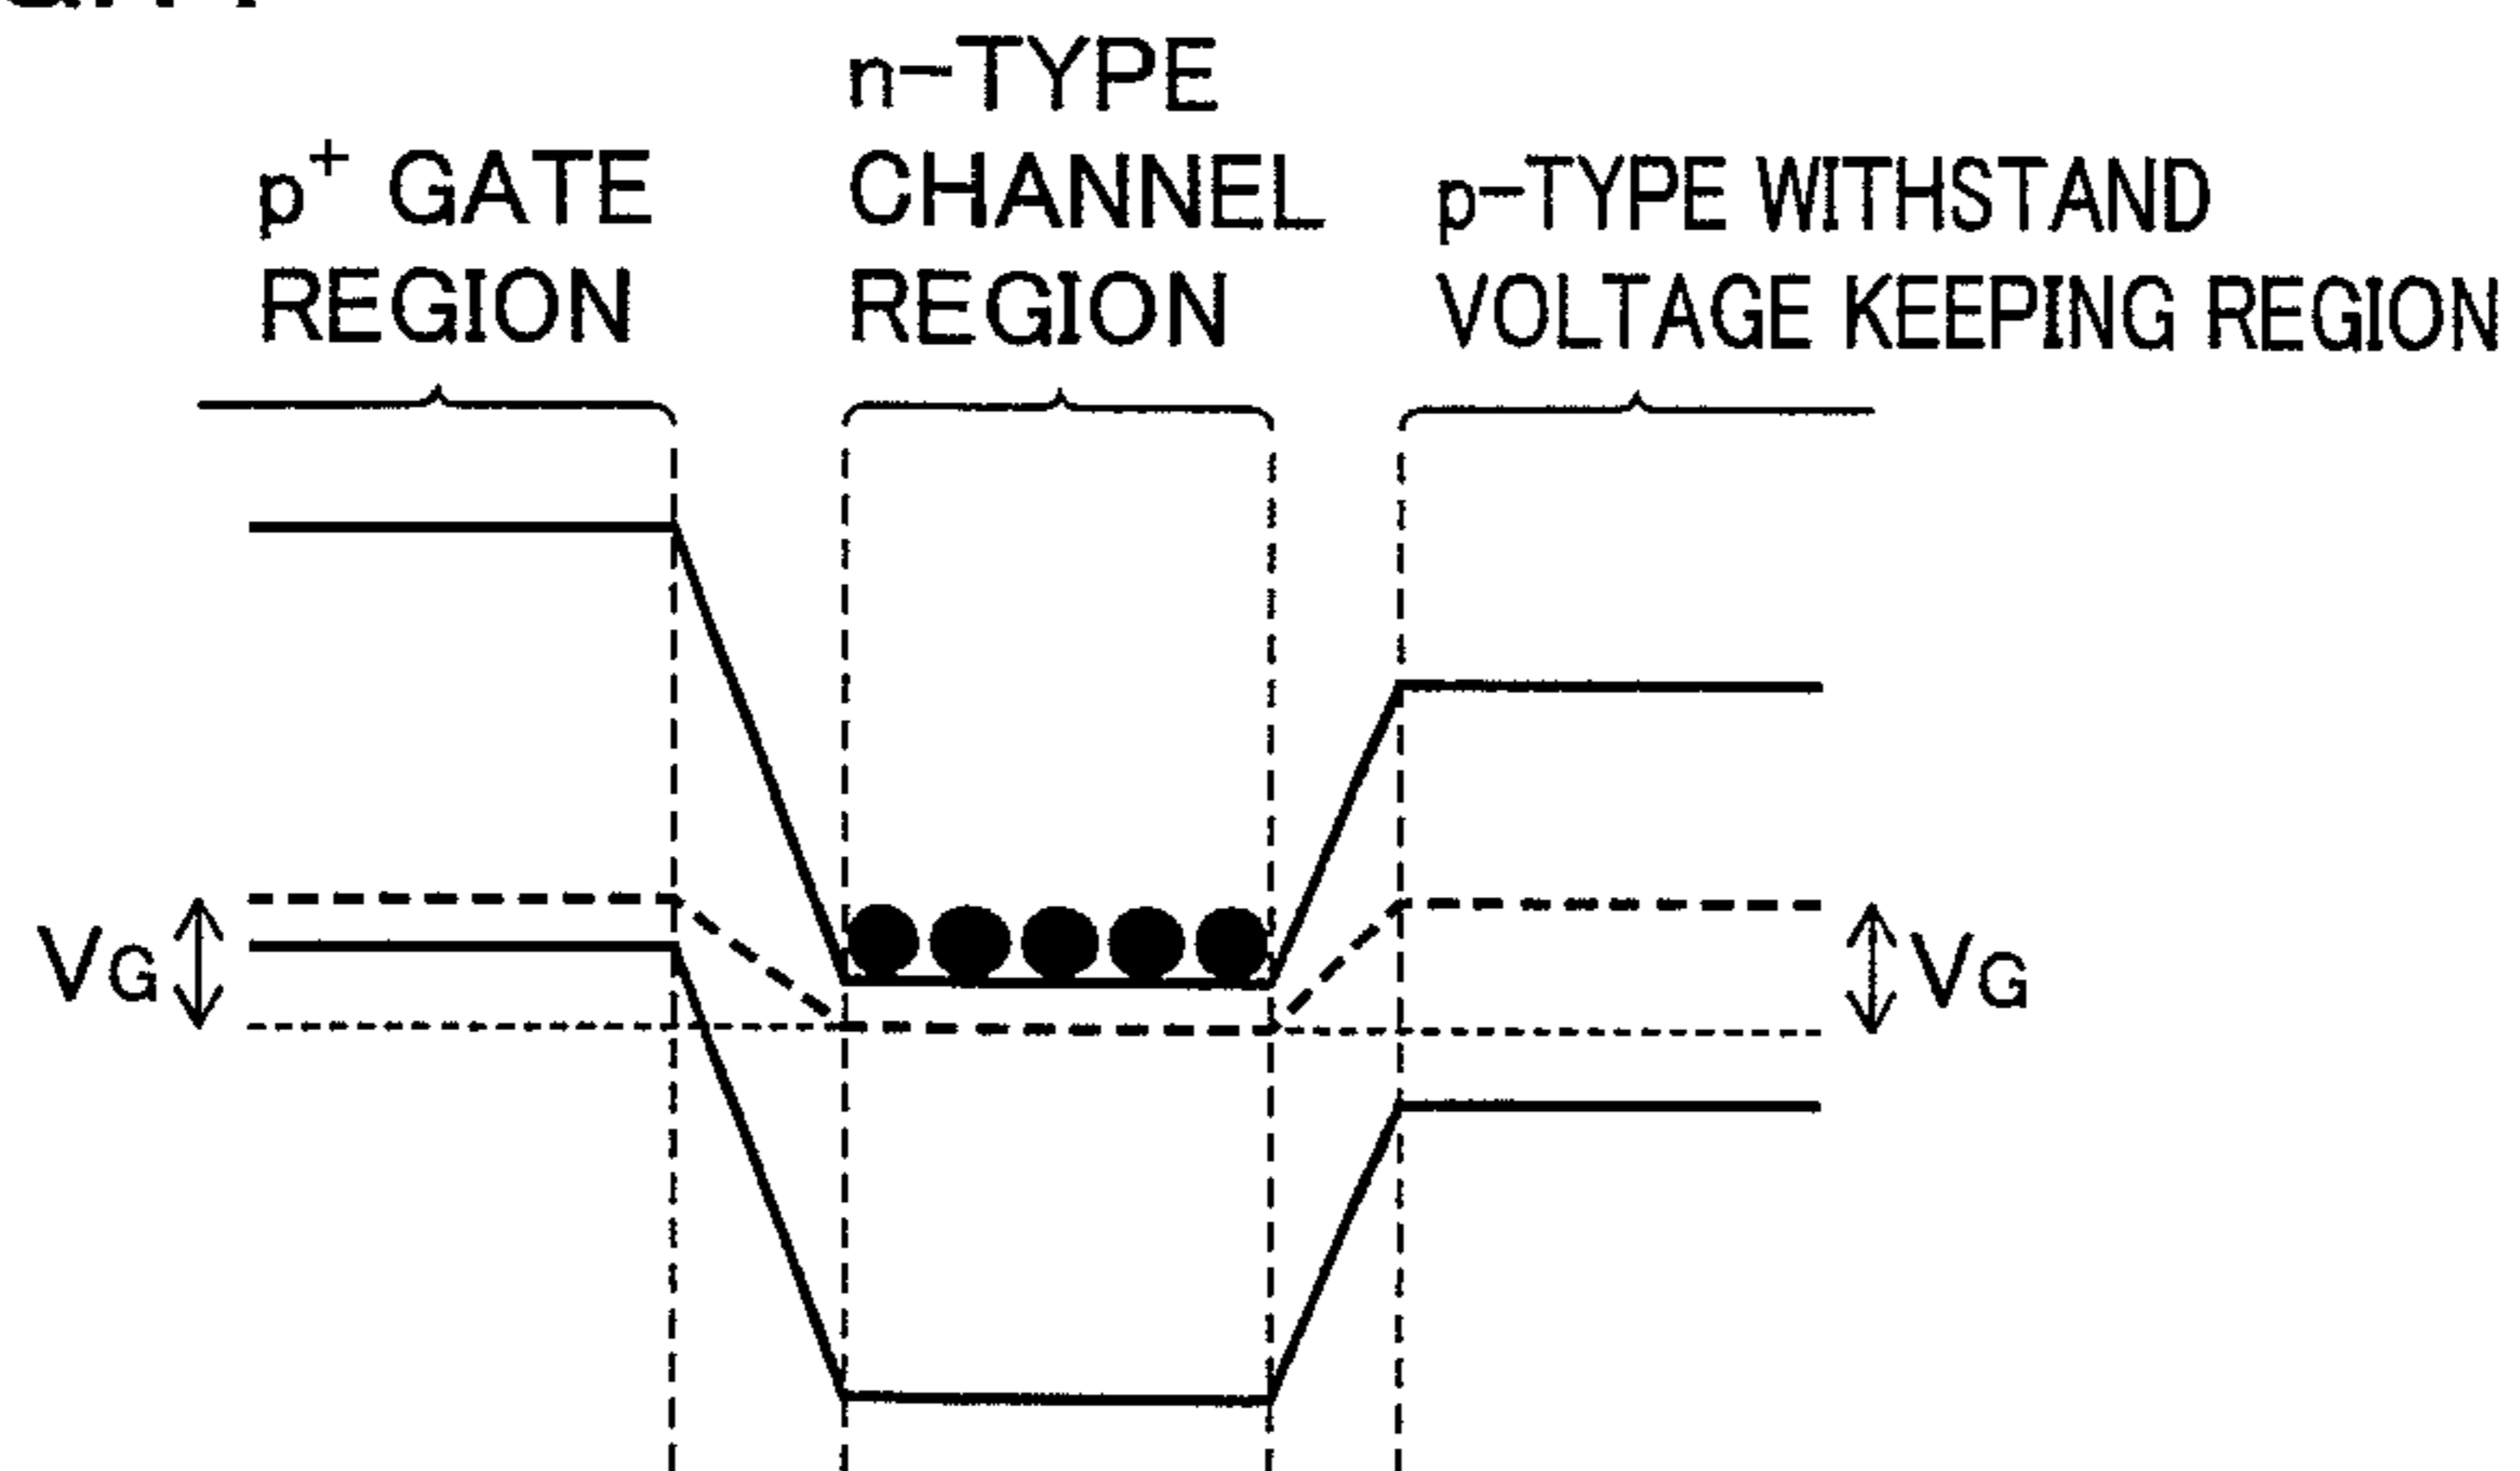 n-TYPE
CHANNEL
REGION
p+ GATE
REGION
p-TYPE WITHSTAND
VOLTAGE KEEPING REGION
VG
VG